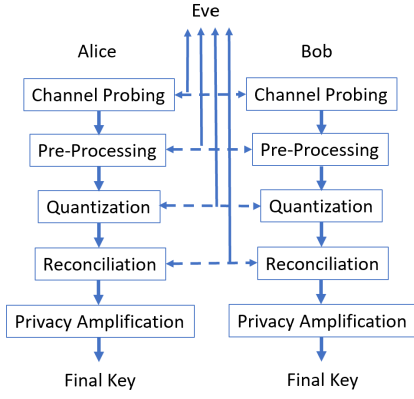 Eve
Alice Bob
Channel Probing Channel Probing
Pre-Processing Pre-Processing
Quantization Quantization
Reconciliation Reconciliation
Privacy Amplification Privacy Amplification
Final Key Final Key